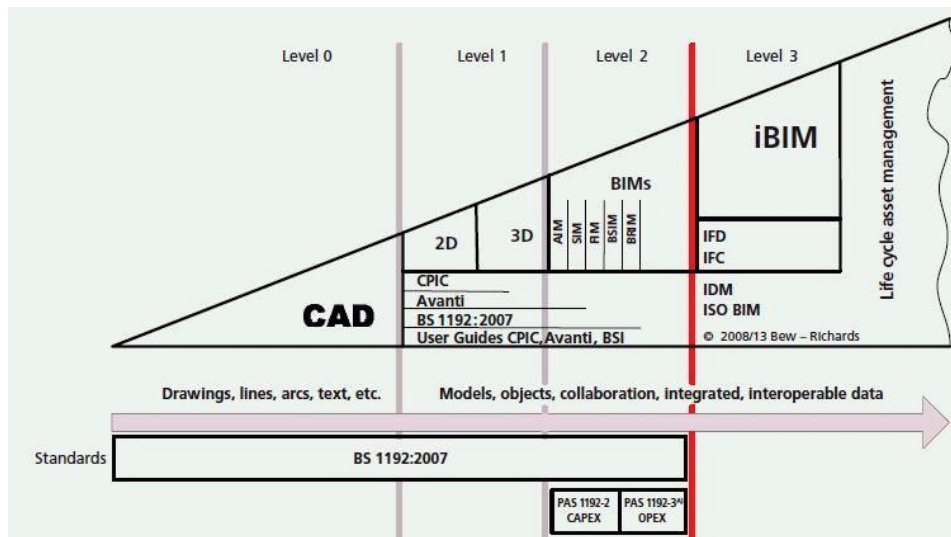 Level 0
Level 1
Level 2
Level 3
iBIM
BIMs
2D
3D
AIM
SIM
FIM
BSIM
BRIM
IFD
IFC
Life cycle asset management
CAD
CPIC
Avanti
BS 1192:2007
User Guides CPIC, Avanti, BSI
IDM
ISO BIM
© 2008/13 Bew – Richards
Drawings, lines, arcs, text, etc.
Models, objects, collaboration, integrated, interoperable data
Standards
BS 1192:2007
PAS 1192-2
CAPEX
PAS 1192-3ᴬ⁾
OPEX